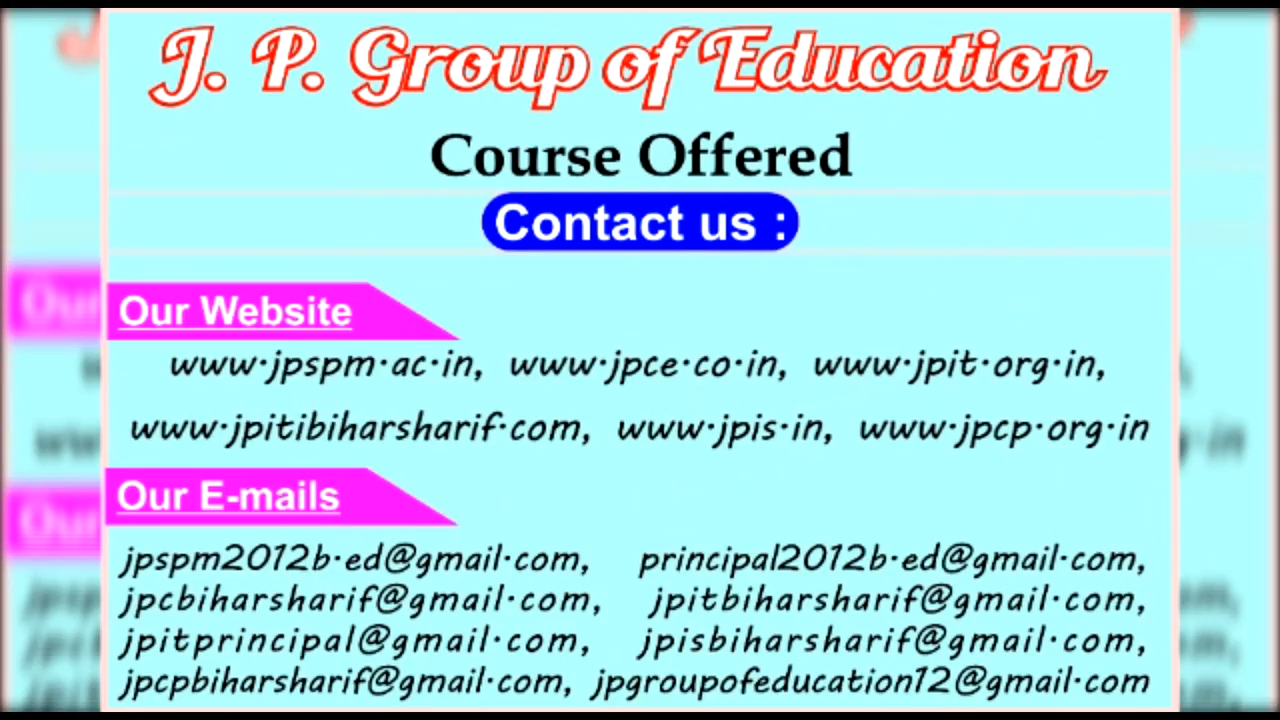 J. P. Group of Education
Course Offered
Contact us :
Our Website
www.jpspm.ac.in, www.jpce.co.in, www.jpit.org.in,
www.jpitibiharsharif.com, www.jpis.in, www.jpcp.org.in
Our E-mails
jpspm2012b.ed@gmail.com, principal2012b.ed@gmail.com,
jpcbiharsharif@gmail.com, jpitbiharsharif@gmail.com,
jpitprincipal@gmail.com, jpisbiharsharif@gmail.com,
jpcpbiharsharif@gmail.com, jpgroupofeducation12@gmail.com